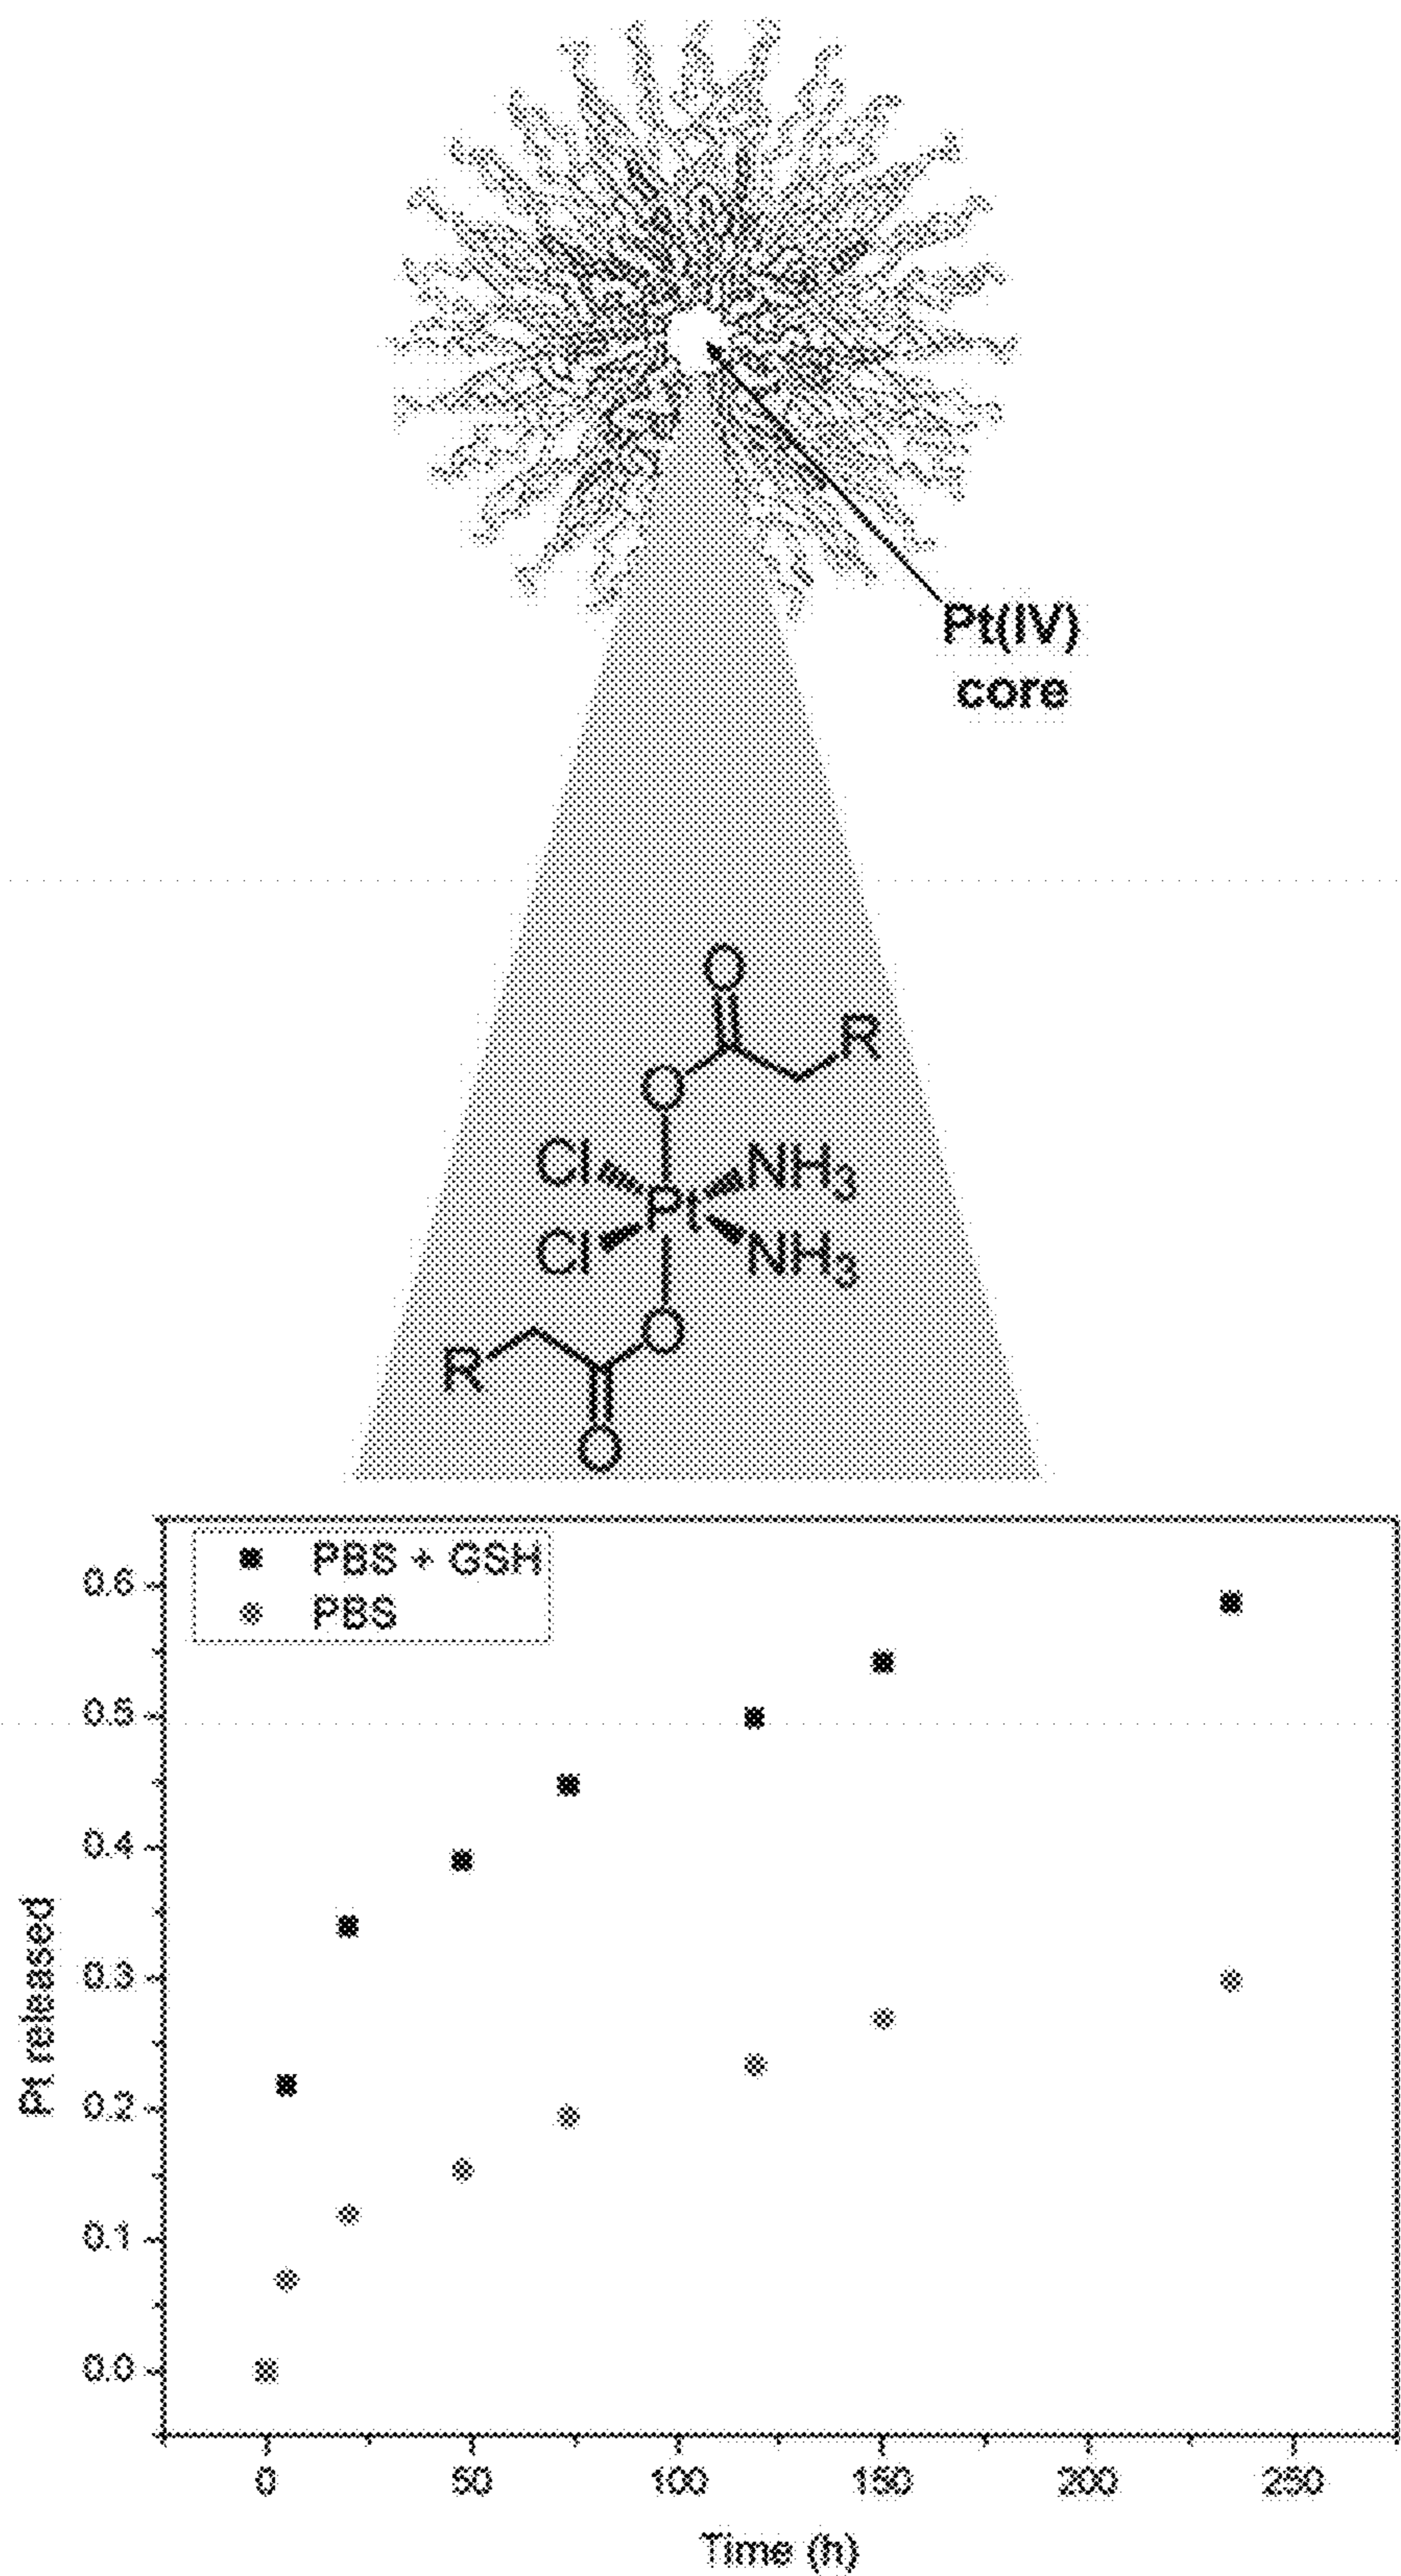 Pt(IV)
core
O
R
O
Cl
NH3
Pt
Cl
NH3
O
R
O
PBS + GSH
PBS
0.6
0.5
0.4
0.3
0.2
0.1
0.0
Pt released
0
50
100
150
200
250
Time (h)